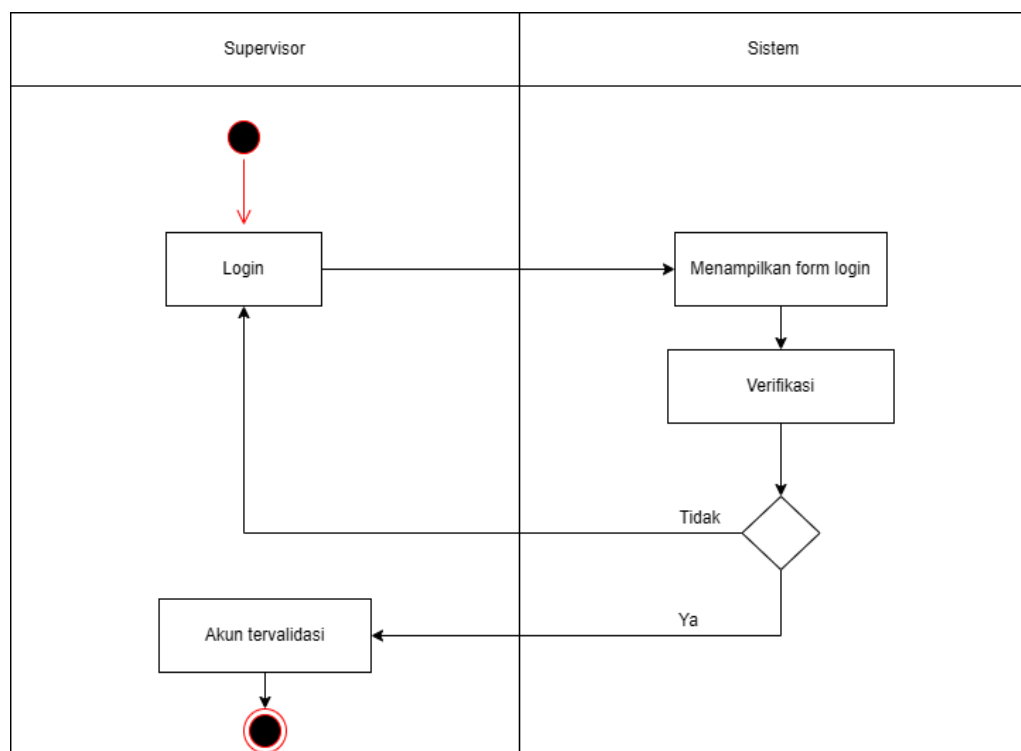 Supervisor
Sistem
Login
Menampilkan form login
Verifikasi
Tidak
Ya
Akun tervalidasi